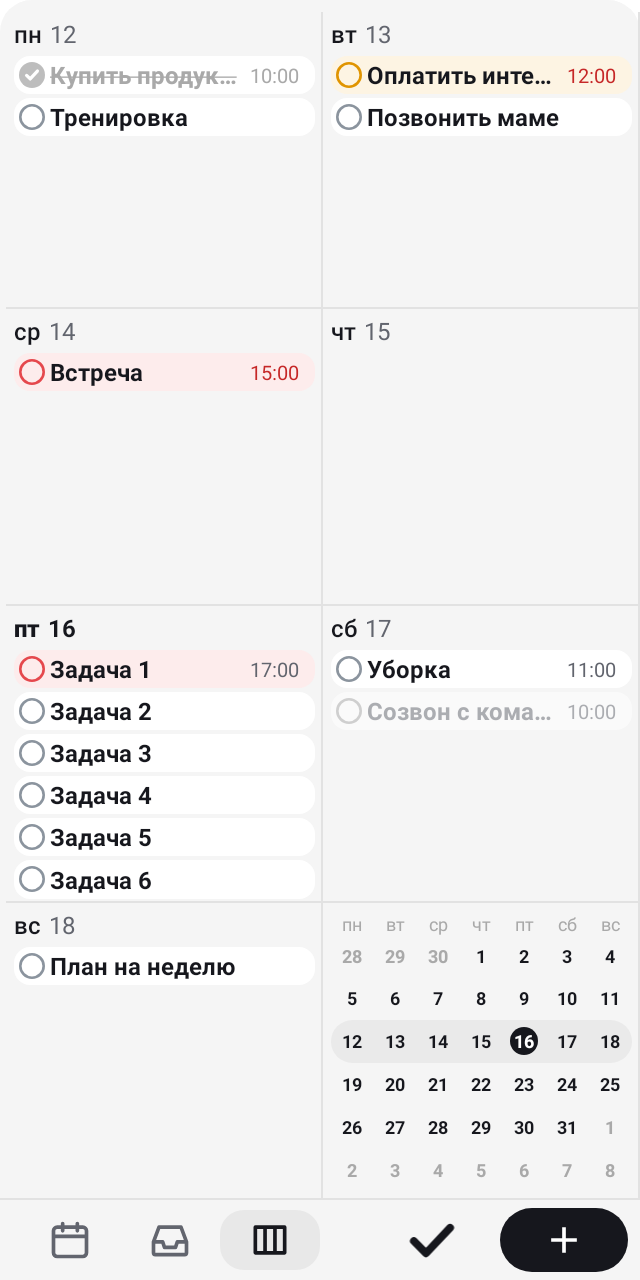 пн 12
Купить продук... 10:00
Тренировка
вт 13
Оплатить инте... 12:00
Позвонить маме
ср 14
Встреча 15:00
чт 15
пт 16
Задача 1 17:00
Задача 2
Задача 3
Задача 4
Задача 5
Задача 6
сб 17
Уборка 11:00
Созвон с кома... 10:00
вс 18
План на неделю
пн вт ср чт пт сб вс
28 29 30 1 2 3 4
5 6 7 8 9 10 11
12 13 14 15 16 17 18
19 20 21 22 23 24 25
26 27 28 29 30 31 1
2 3 4 5 6 7 8